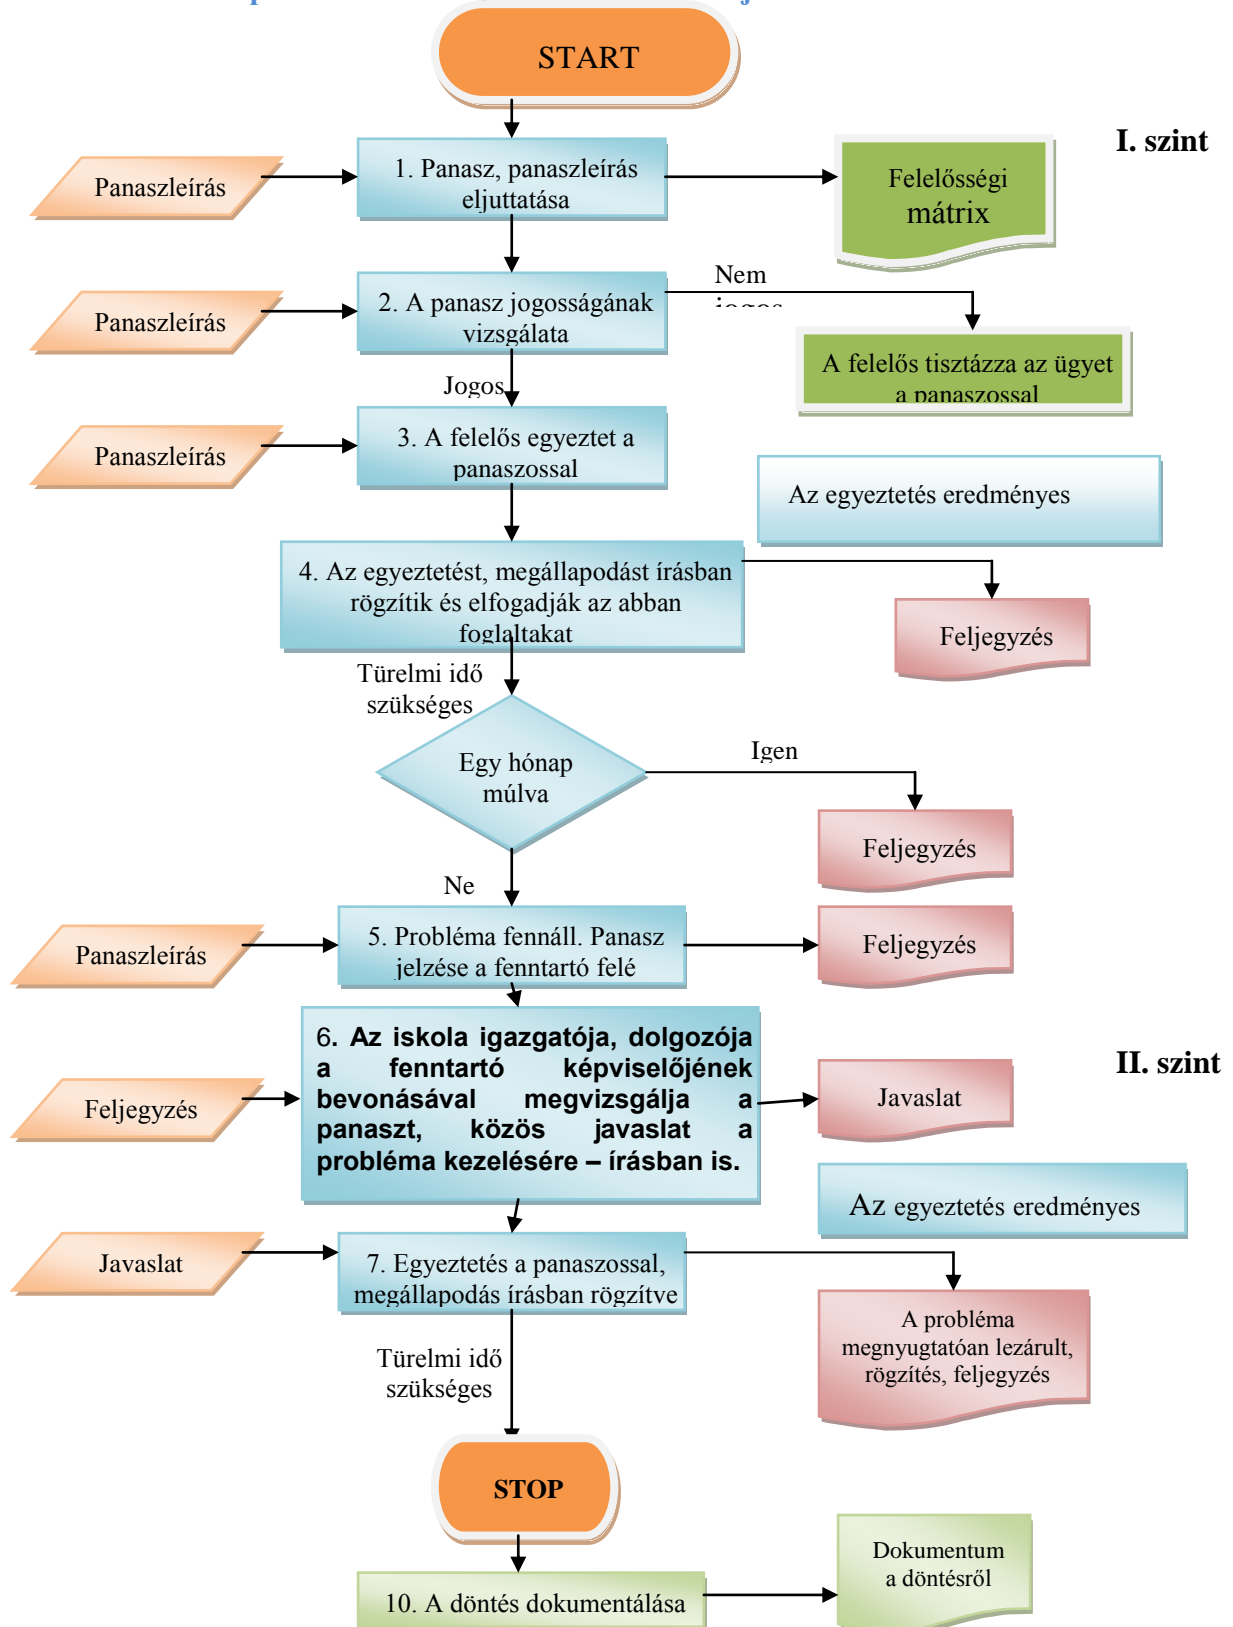 START
I. szint
Panaszleírás
1. Panasz, panaszleírás
eljuttatása
Felelősségi
mátrix
Nem
jogos
Panaszleírás
2. A panasz jogosságának
vizsgálata
A felelős tisztázza az ügyet
a panaszossal
Jogos
Panaszleírás
3. A felelős egyeztet a
panaszossal
Az egyeztetés eredményes
4. Az egyeztetést, megállapodást írásban
rögzítik és elfogadják az abban
foglaltakat
Feljegyzés
Türelmi idő
szükséges
Egy hónap
múlva
Igen
Feljegyzés
Ne
Panaszleírás
5. Probléma fennáll. Panasz
jelzése a fenntartó felé
Feljegyzés
6. Az iskola igazgatója, dolgozója
a fenntartó képviselőjének
bevonásával megvizsgálja a
panaszt, közös javaslat a
probléma kezelésére – írásban is.
II. szint
Feljegyzés
Javaslat
Az egyeztetés eredményes
Javaslat
7. Egyeztetés a panaszossal,
megállapodás írásban rögzítve
A probléma
megnyugtatóan lezárult,
rögzítés, feljegyzés
Türelmi idő
szükséges
STOP
Dokumentum
a döntésről
10. A döntés dokumentálása